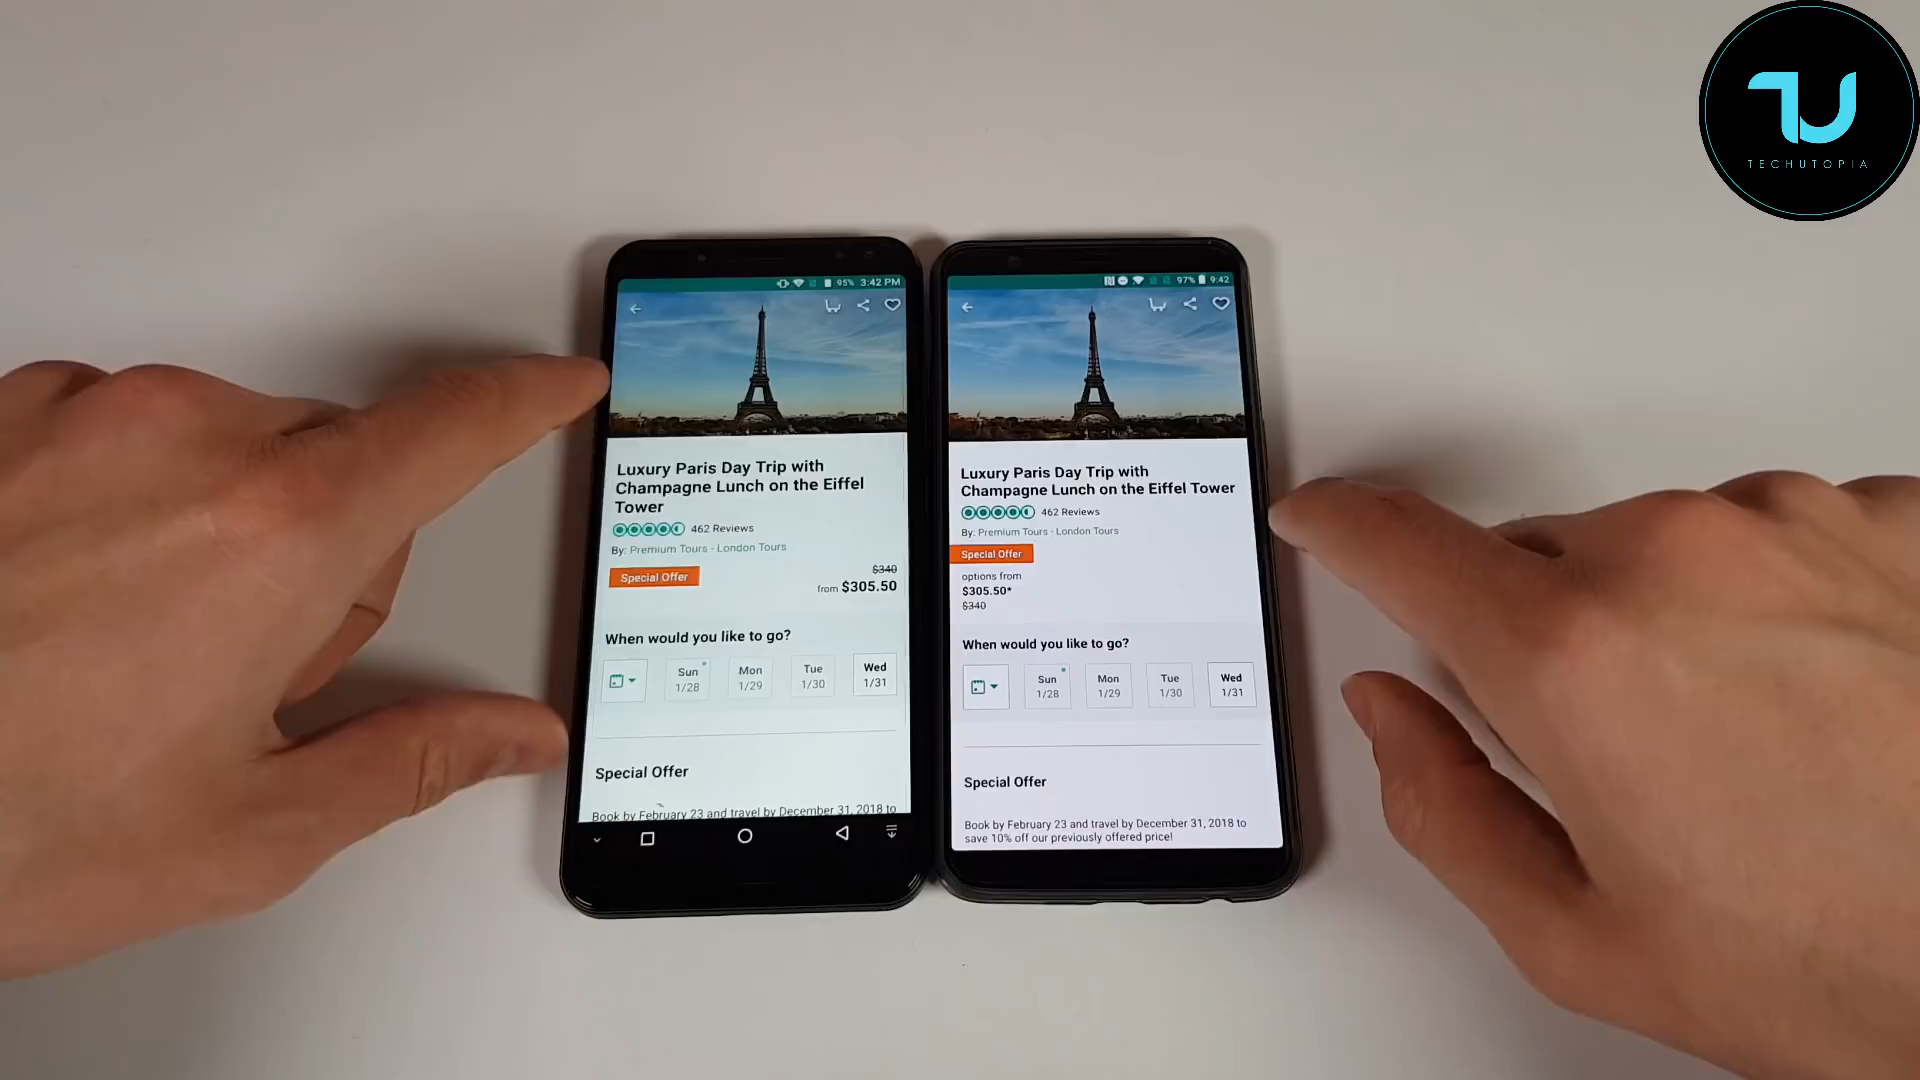 TECHUTOPIA
95% 3:42 PM
Luxury Paris Day Trip with
Champagne Lunch on the Eiffel
Tower
462 Reviews
By: Premium Tours - London Tours
Special Offer
$340
from $305.50
When would you like to go?
Sun Mon Tue Wed
1/28 1/29 1/30 1/31
Special Offer
Book by February 23 and travel by December 31, 2018 to
97% 9:42
Luxury Paris Day Trip with
Champagne Lunch on the Eiffel Tower
462 Reviews
By: Premium Tours - London Tours
Special Offer
options from
$305.50*
$340
When would you like to go?
Sun Mon Tue Wed
1/28 1/29 1/30 1/31
Special Offer
Book by February 23 and travel by December 31, 2018 to
save 10% off our previously offered price!